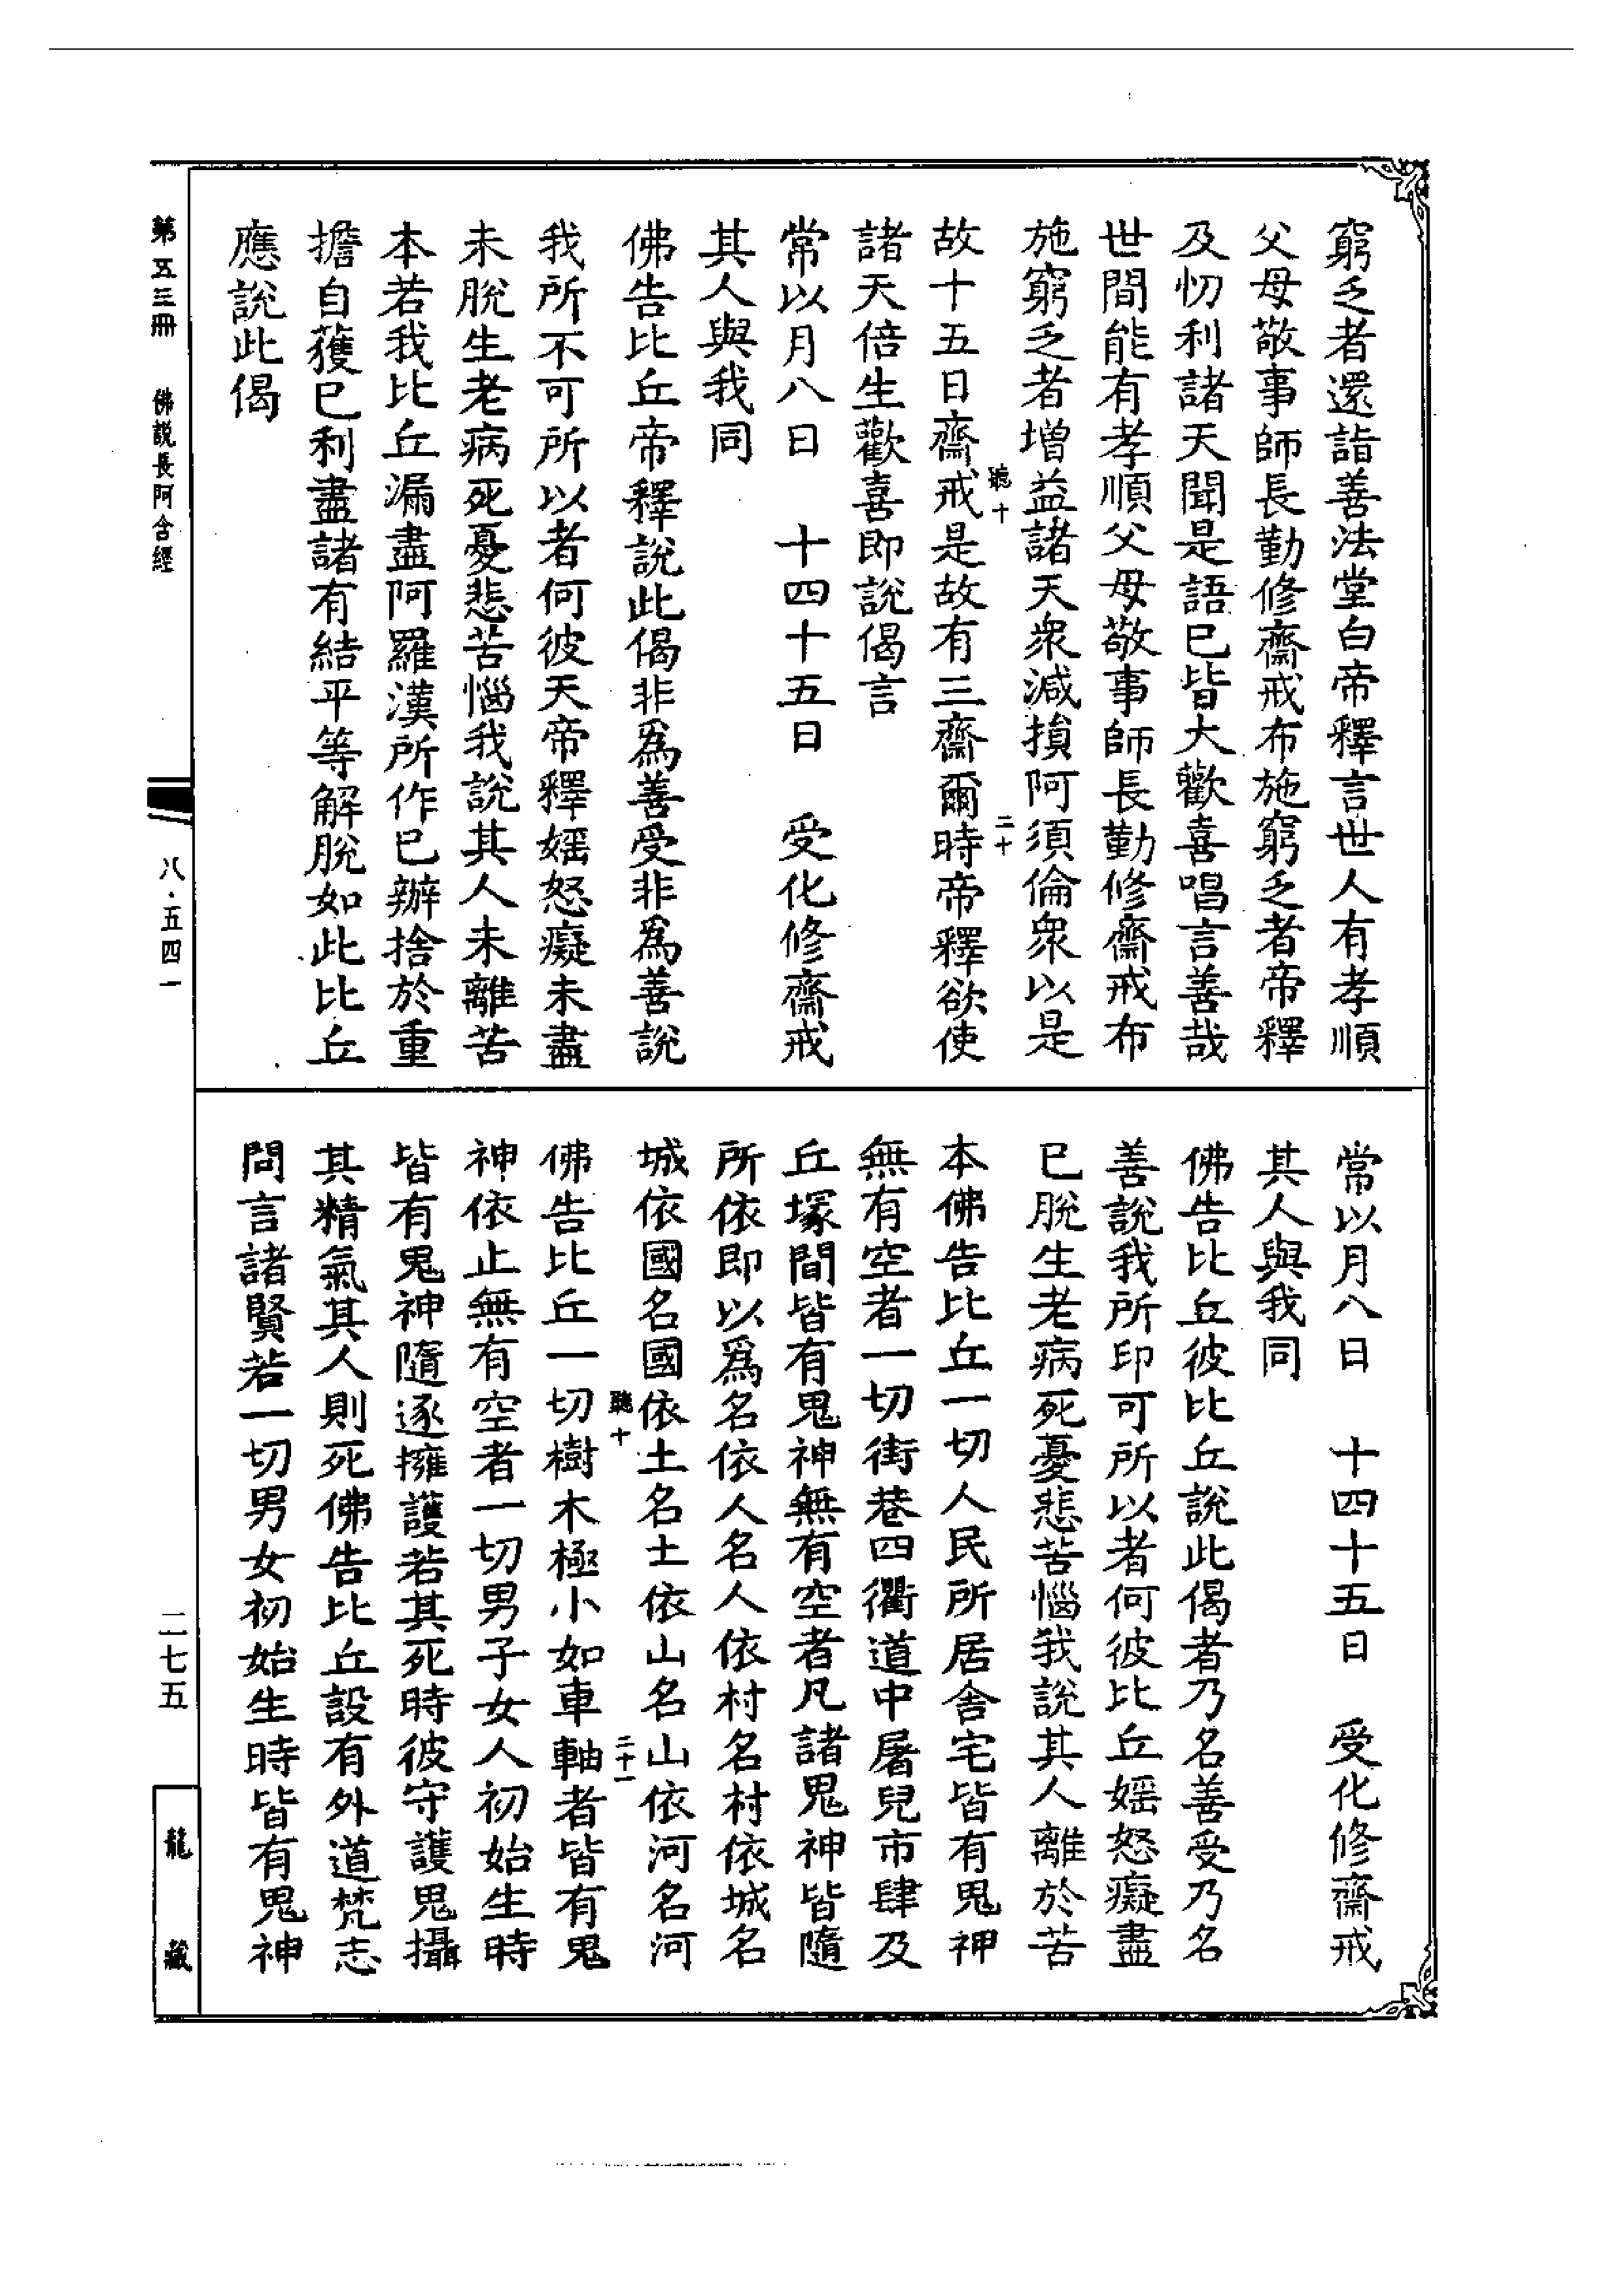 窮乏者還詣善法堂白帝釋言世人有孝順
父母敬事師長勤修齋戒布施窮乏者帝釋
及忉利諸天聞是語已皆大歡喜唱言善哉
世間能有孝順父母敬事師長勤修齋戒布
施窮乏者增益諸天衆減損阿須倫衆以是
聽十 二十
故十五日齋戒是故有三齋爾時帝釋欲使
諸天倍生歡喜即說偈言
常以月八日 十四十五日 受化修齋戒
其人與我同
佛告比丘帝釋說此偈非爲善受非爲善說
我所不可所以者何彼天帝釋婬怒癡未盡
未脫生老病死憂悲苦惱我說其人未離苦
本若我比丘漏盡阿羅漢所作已辦捨於重
擔自獲已利盡諸有結平等解脫如此比丘
應說此偈
常以月八日 十四十五日 受化修齋戒
其人與我同
佛告比丘彼比丘說此偈者乃名善受乃名
善說我所印可所以者何彼比丘婬怒癡盡
已脫生老病死憂悲苦惱我說其人離於苦
本佛告比丘一切人民所居舍宅皆有鬼神
無有空者一切街巷四衢道中屠兒市肆及
丘塚間皆有鬼神無有空者凡諸鬼神皆隨
所依即以爲名依人名人依村名村依城名
城依國名國依土名土依山名山依河名河
聽十 二十一
佛告比丘一切樹木極小如車軸者皆有鬼
神依止無有空者一切男子女人初始生時
皆有鬼神隨逐擁護若其死時彼守護鬼攝
其精氣其人則死佛告比丘設有外道梵志
問言諸賢若一切男女初始生時皆有鬼神
第五三冊 佛說長阿含經
八·五四一
二七五
龍藏